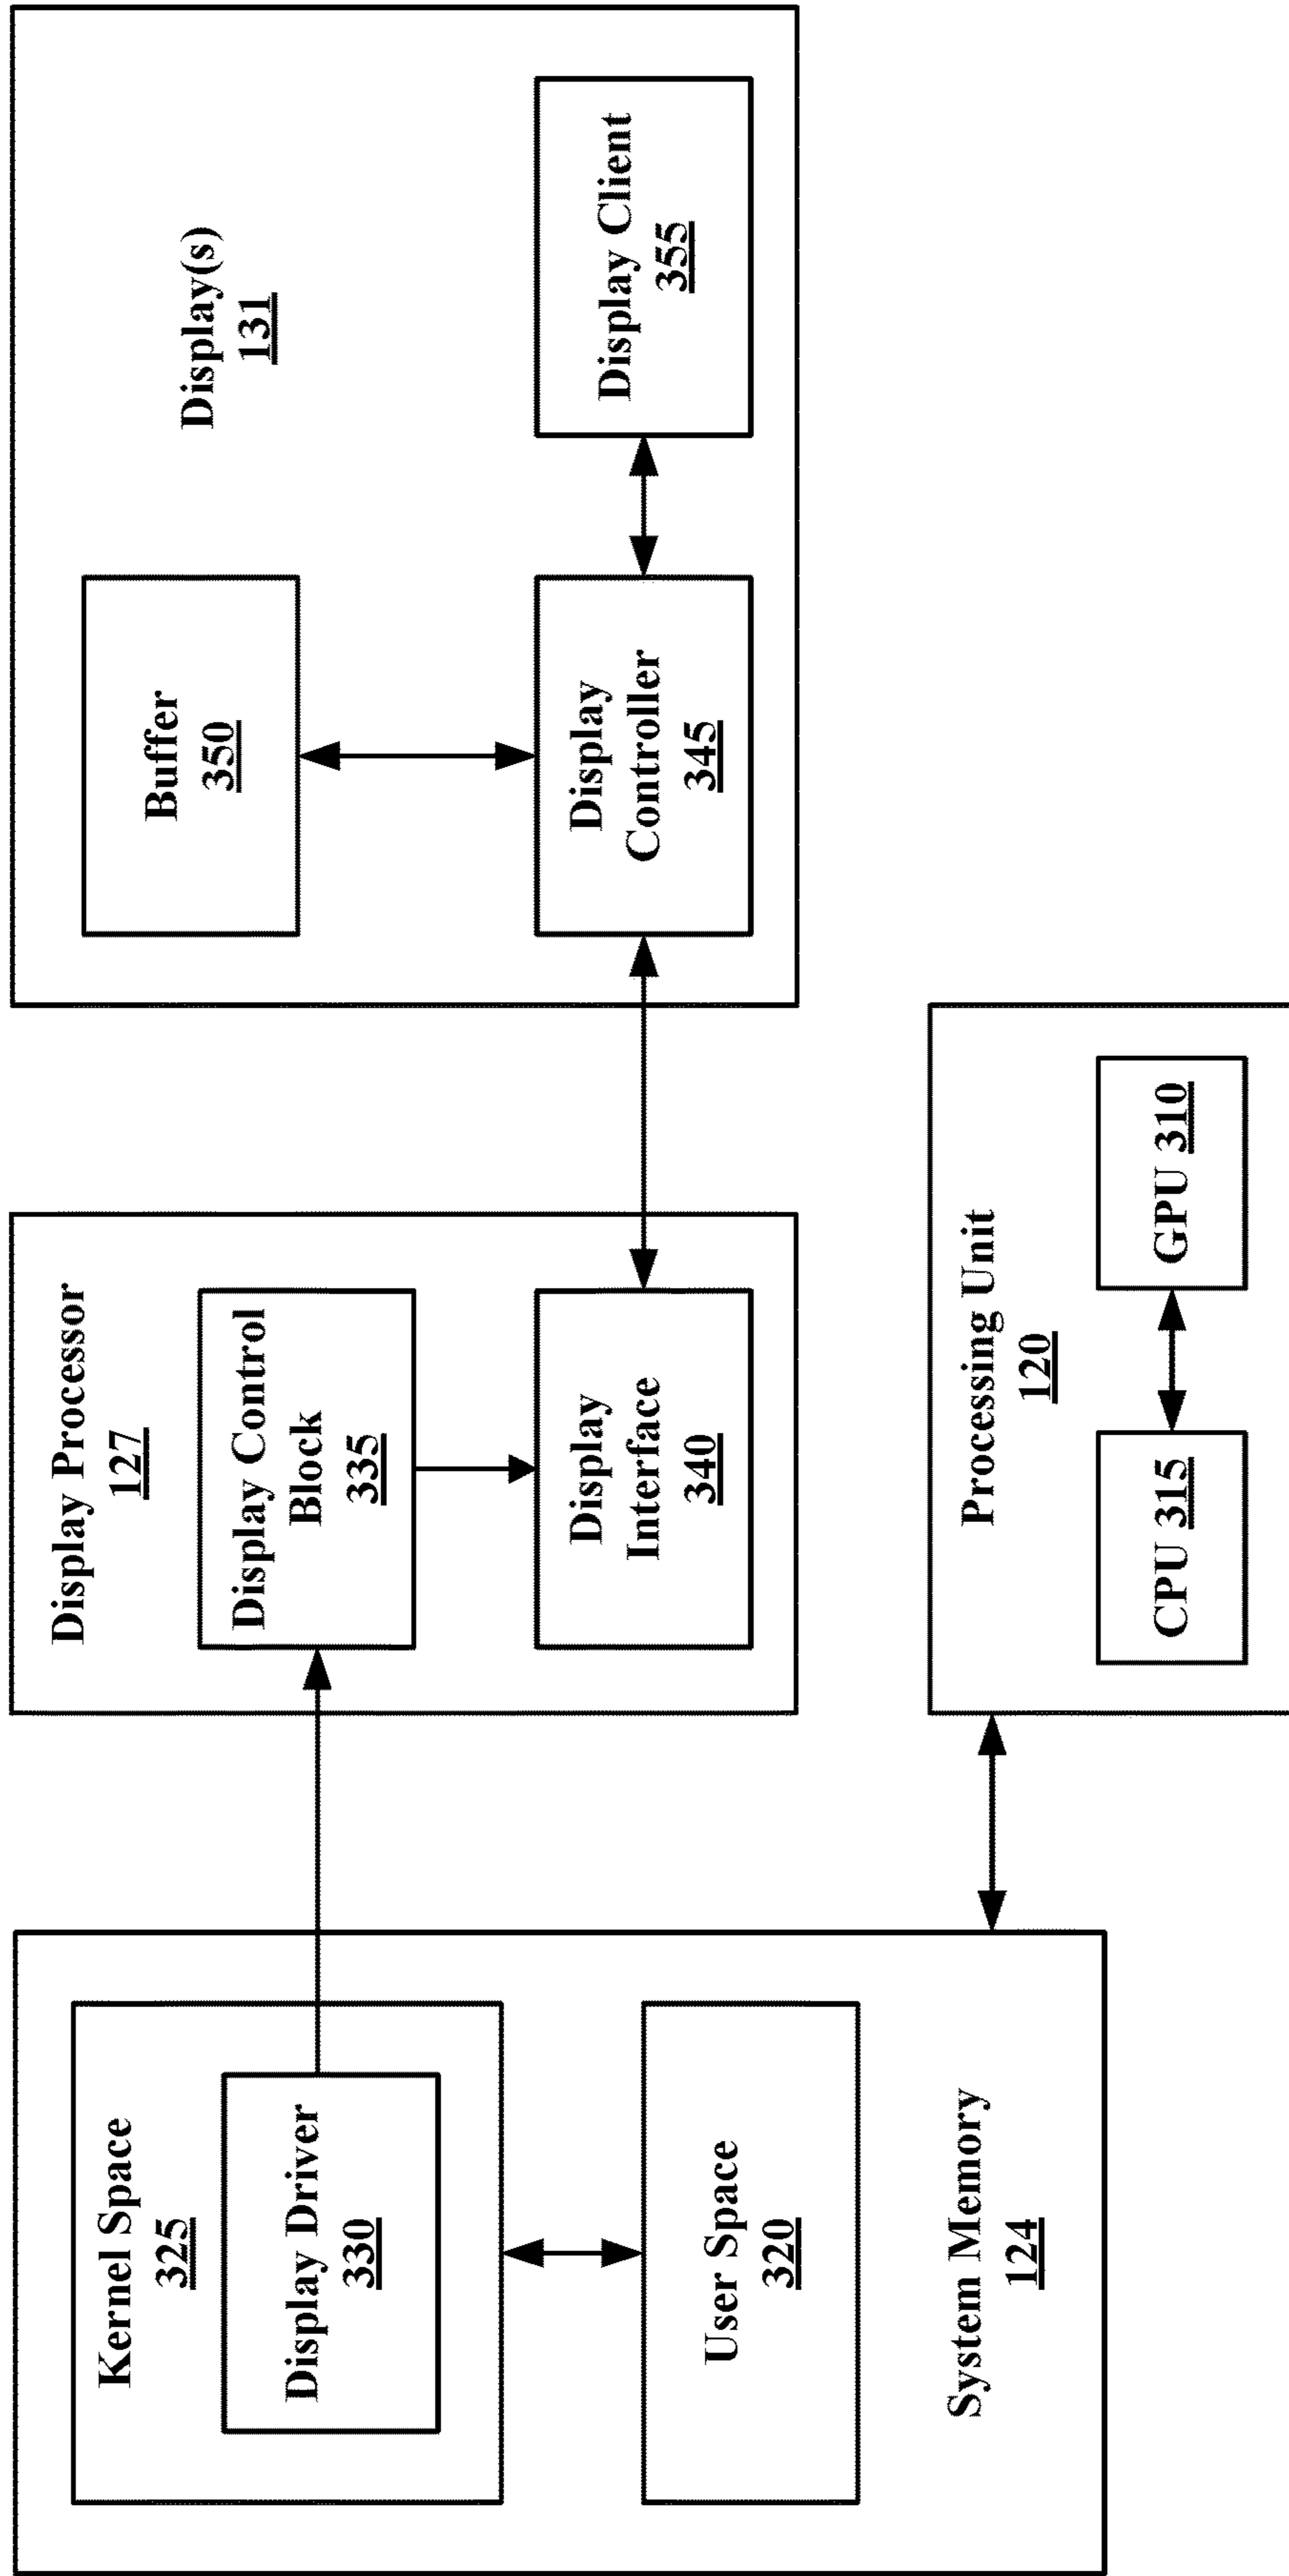 Kernel Space
325
Display Driver
330
User Space
320
System Memory
124
Display Processor
127
Display Control
Block
335
Display
Interface
340
Display(s)
131
Buffer
350
Display
Controller
345
Display Client
355
Processing Unit
120
CPU 315
GPU 310